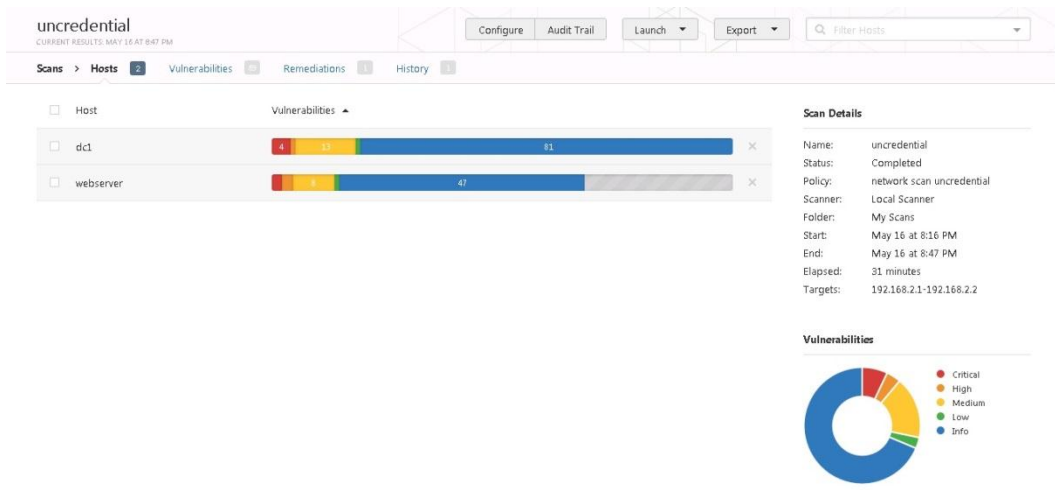 uncredential
CURRENT RESULTS: MAY 16 AT 8:47 PM
Configure Audit Trail Launch Export Filter Hosts
Scans > Hosts 2 Vulnerabilities Remediations 1 History 1
Host Vulnerabilities
dc1 4 13 81
webserver 8 47
Scan Details
Name: uncredential
Status: Completed
Policy: network scan uncredential
Scanner: Local Scanner
Folder: My Scans
Start: May 16 at 8:16 PM
End: May 16 at 8:47 PM
Elapsed: 31 minutes
Targets: 192.168.2.1-192.168.2.2
Vulnerabilities
Critical
High
Medium
Low
Info